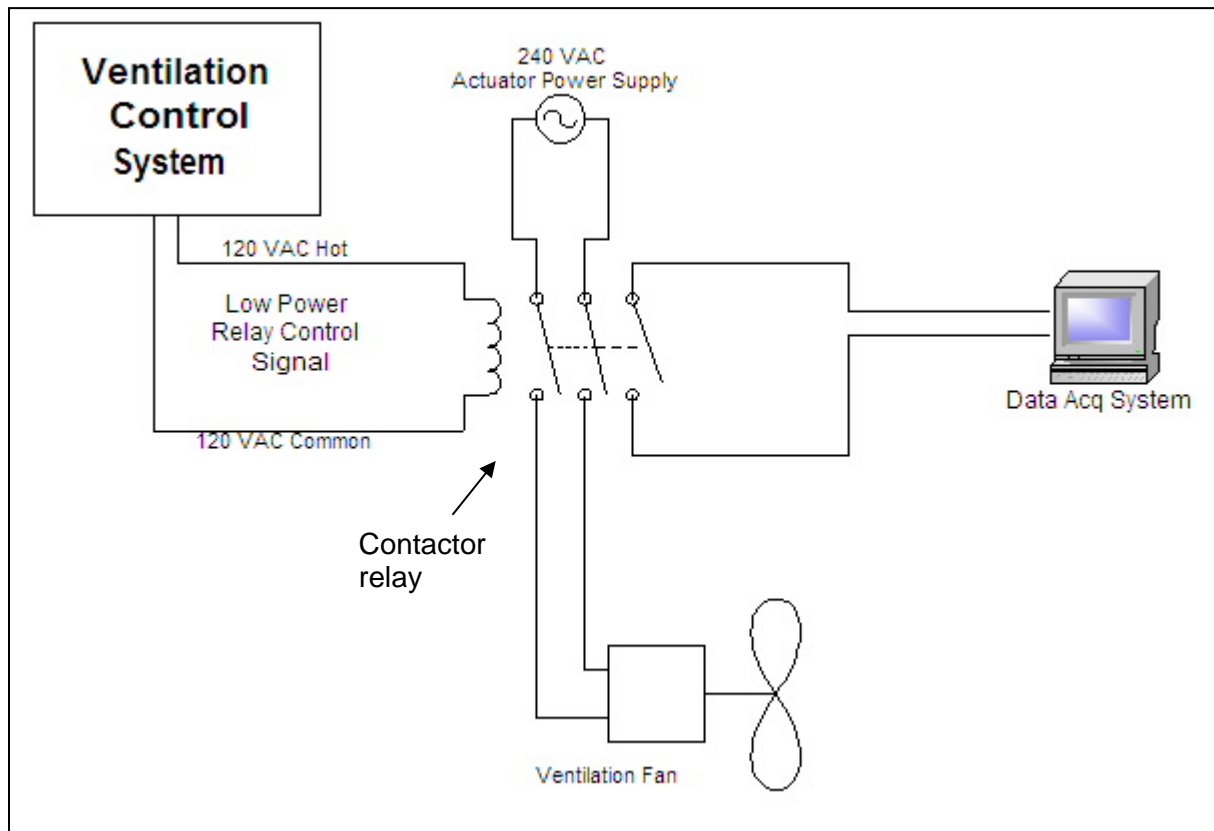 Ventilation
Control
System
240 VAC
Actuator Power Supply
120 VAC Hot
Low Power
Relay Control
Signal
120 VAC Common
Data Acq System
Contactor
relay
Ventilation Fan